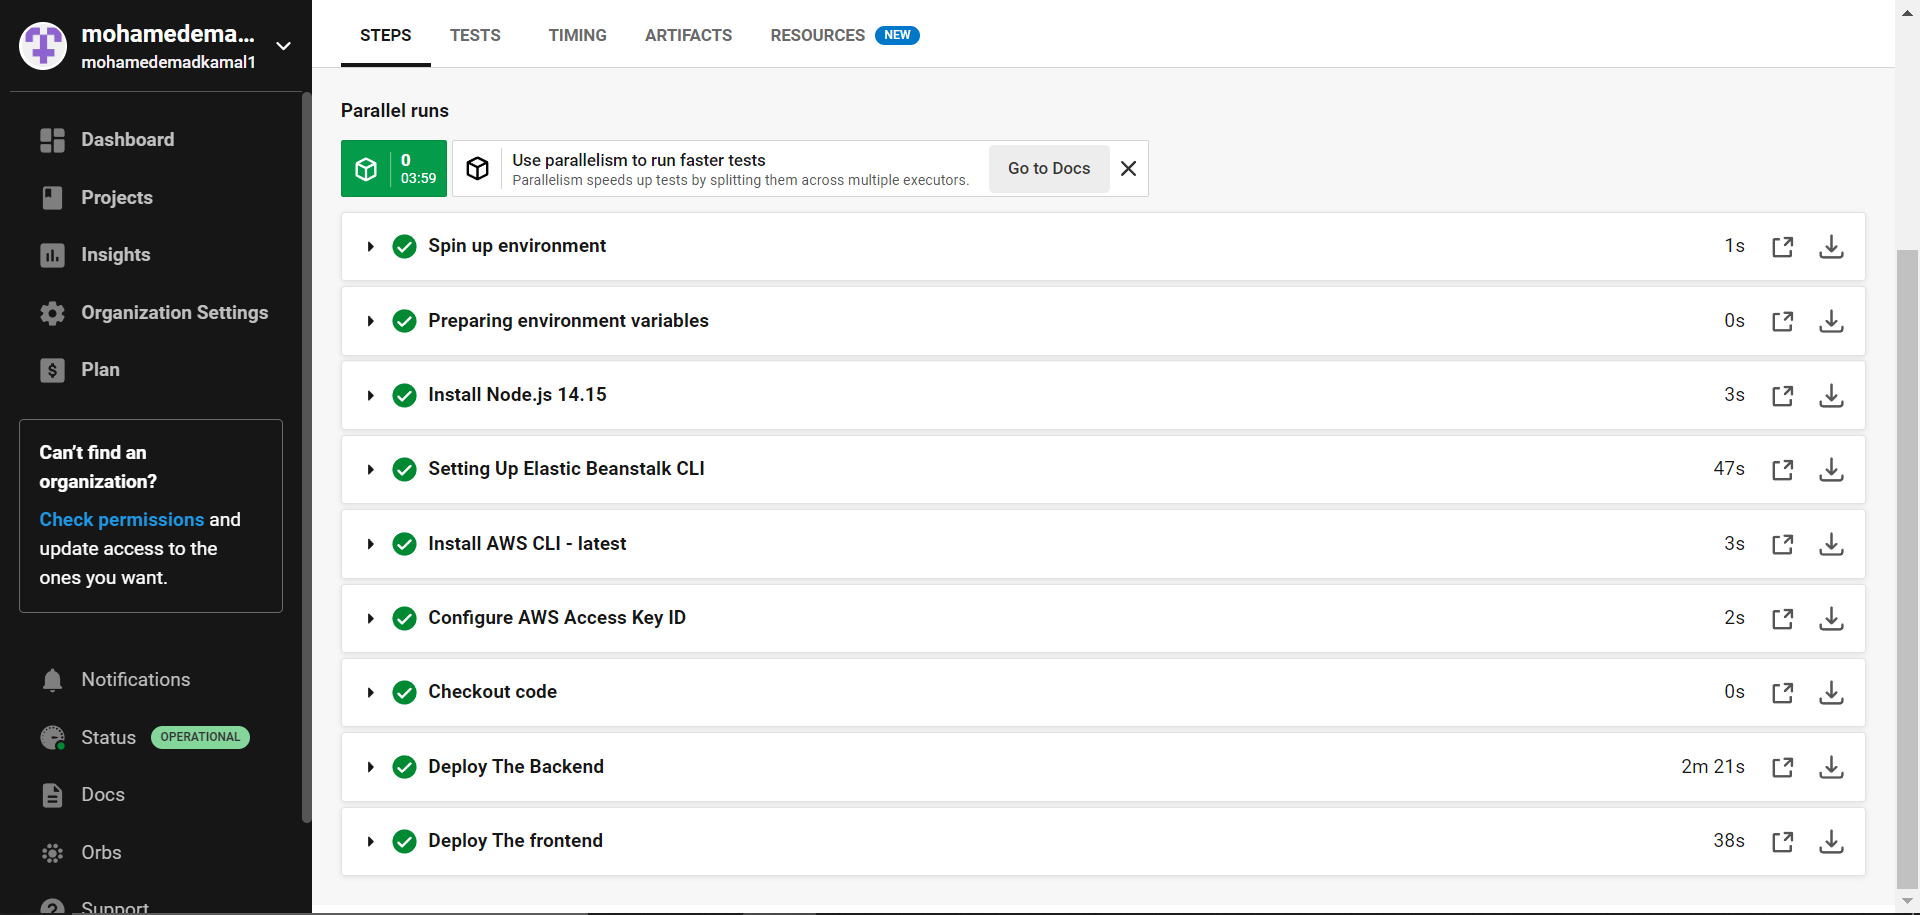 mohamedema...
mohamedemadkamal1
Dashboard
Projects
Insights
Organization Settings
Plan
Can't find an
organization?
Check permissions and
update access to the
ones you want.
Notifications
Status OPERATIONAL
Docs
Orbs
Support
STEPS TESTS TIMING ARTIFACTS RESOURCES NEW
Parallel runs
0
03:59
Use parallelism to run faster tests
Parallelism speeds up tests by splitting them across multiple executors.
Go to Docs
Spin up environment 1s
Preparing environment variables 0s
Install Node.js 14.15 3s
Setting Up Elastic Beanstalk CLI 47s
Install AWS CLI - latest 3s
Configure AWS Access Key ID 2s
Checkout code 0s
Deploy The Backend 2m 21s
Deploy The frontend 38s